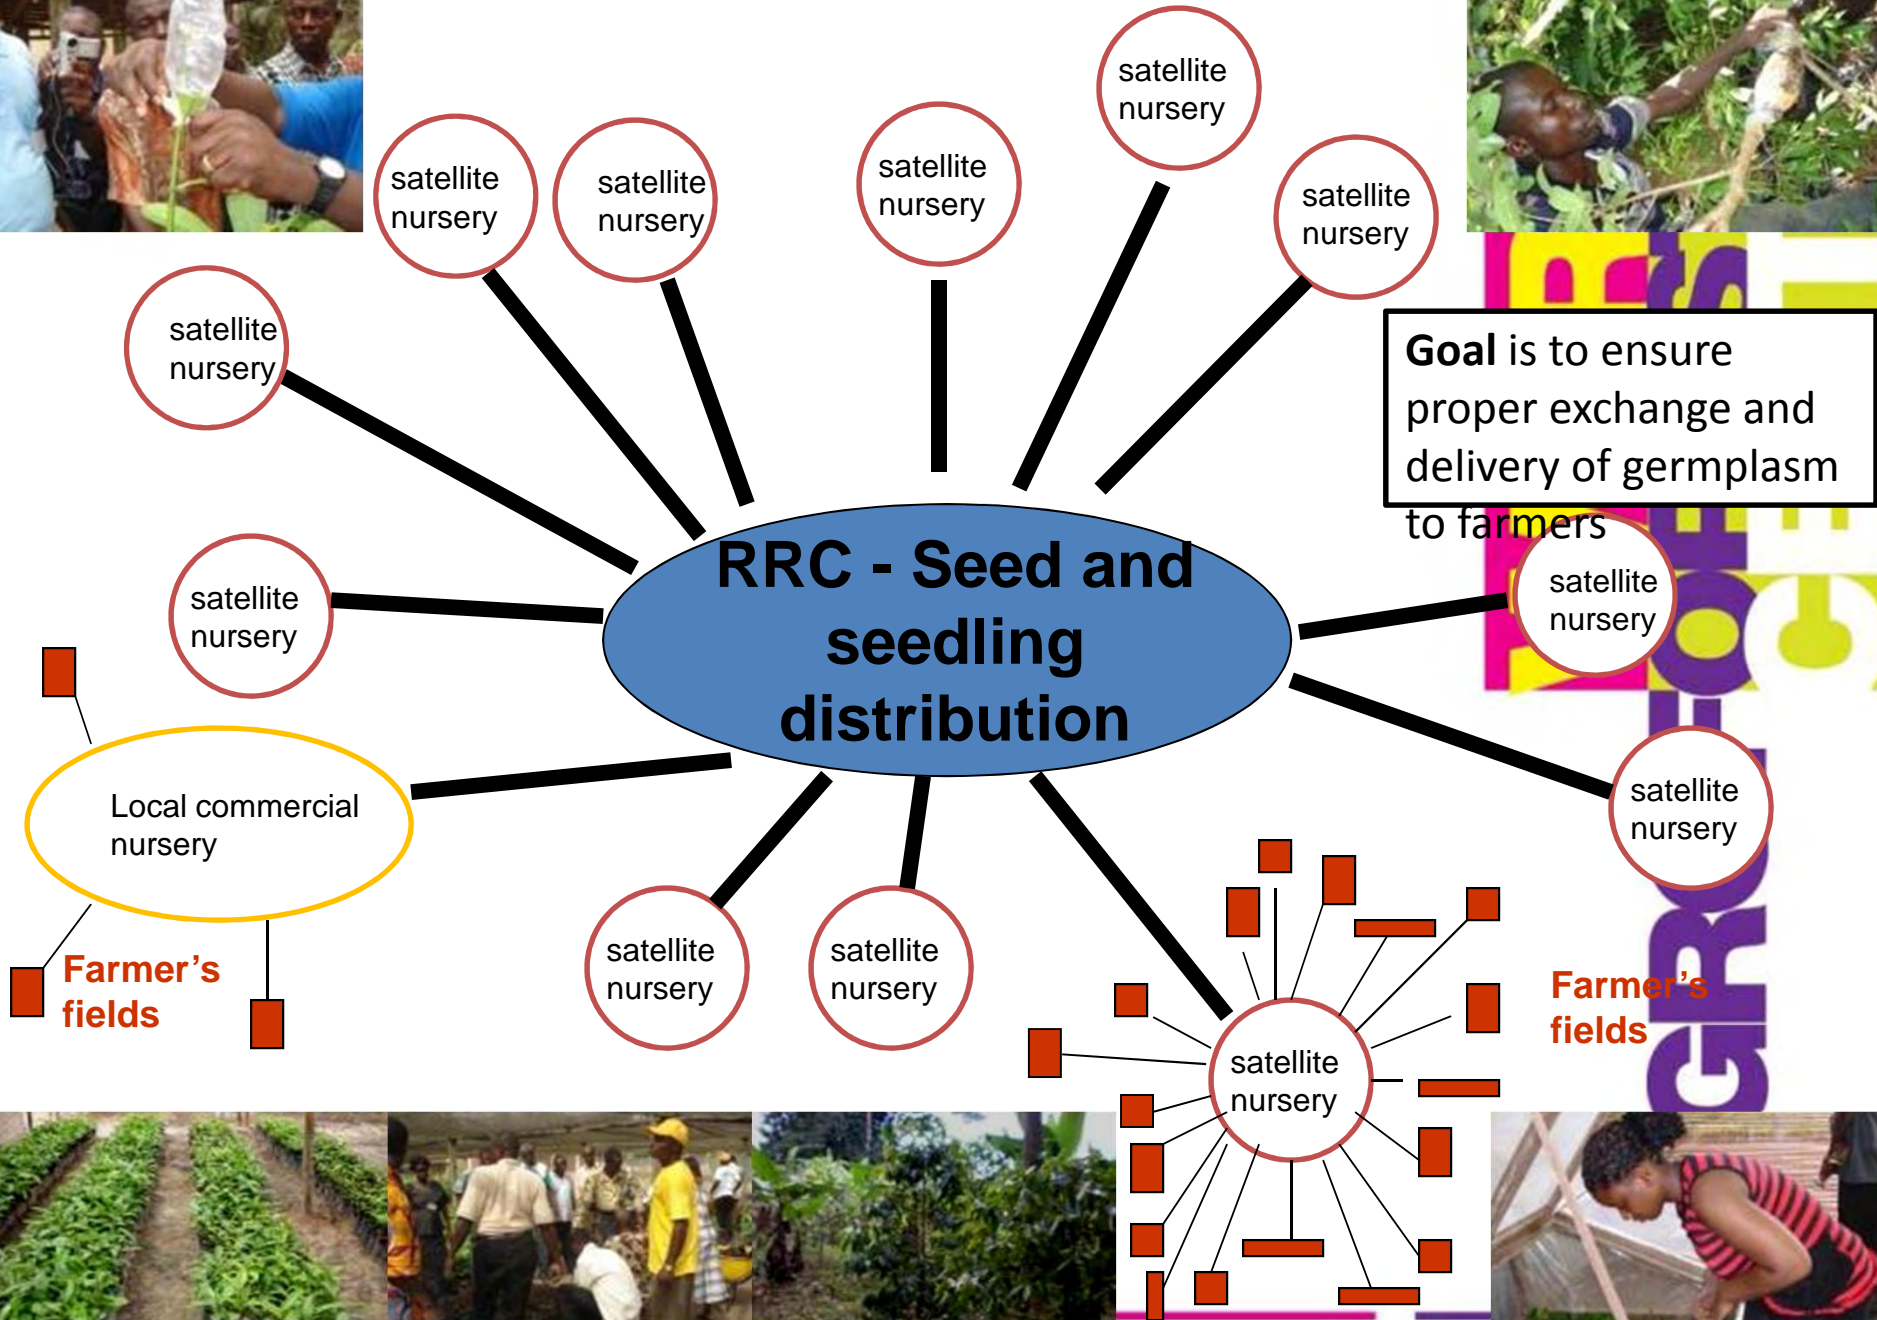 satellite
nursery
satellite
nursery
satellite
nursery
satellite
nursery
satellite
nursery
satellite
nursery
satellite
nursery
Goal is to ensure
proper exchange and
delivery of germplasm
to farmers
RRC - Seed and
seedling
distribution
satellite
nursery
satellite
nursery
satellite
nursery
Local commercial
nursery
satellite
nursery
satellite
nursery
Farmer’s
fields
Farmer’s
fields
satellite
nursery